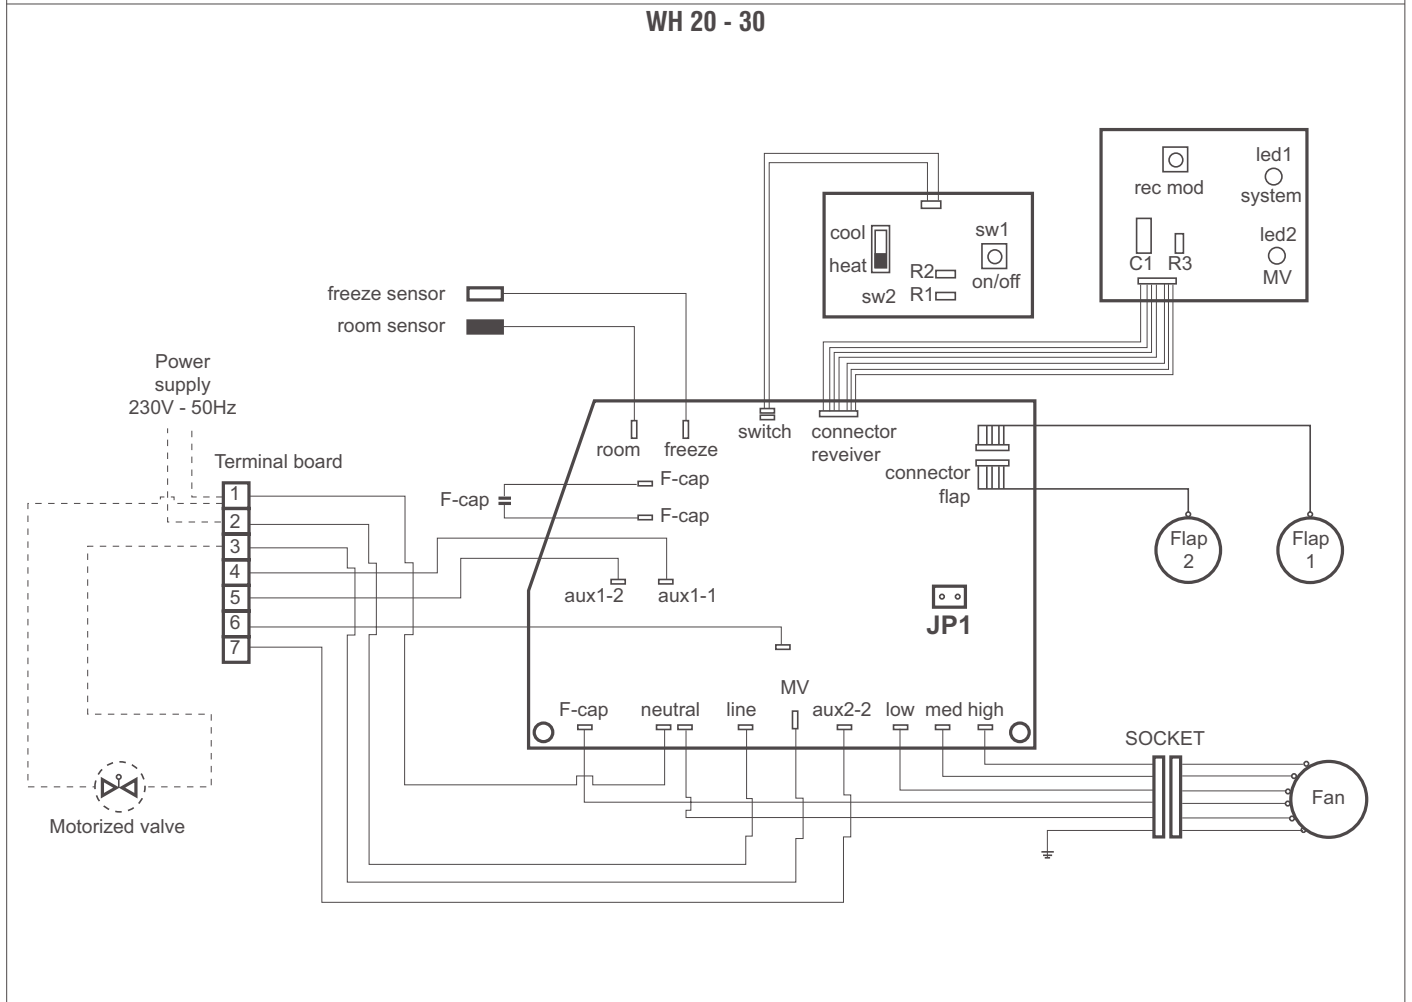 WH 20 - 30
rec mod
led1
system
led2
MV
C1 R3
cool
heat
sw2
sw1
on/off
R2
R1
freeze sensor
room sensor
Power
supply
230V - 50Hz
Terminal board
1
2
3
4
5
6
7
room
freeze
switch
connector
reveiver
F-cap
F-cap
F-cap
connector
flap
Flap
2
Flap
1
aux1-2
aux1-1
JP1
MV
F-cap
neutral
line
aux2-2
low
med
high
SOCKET
Fan
Motorized valve